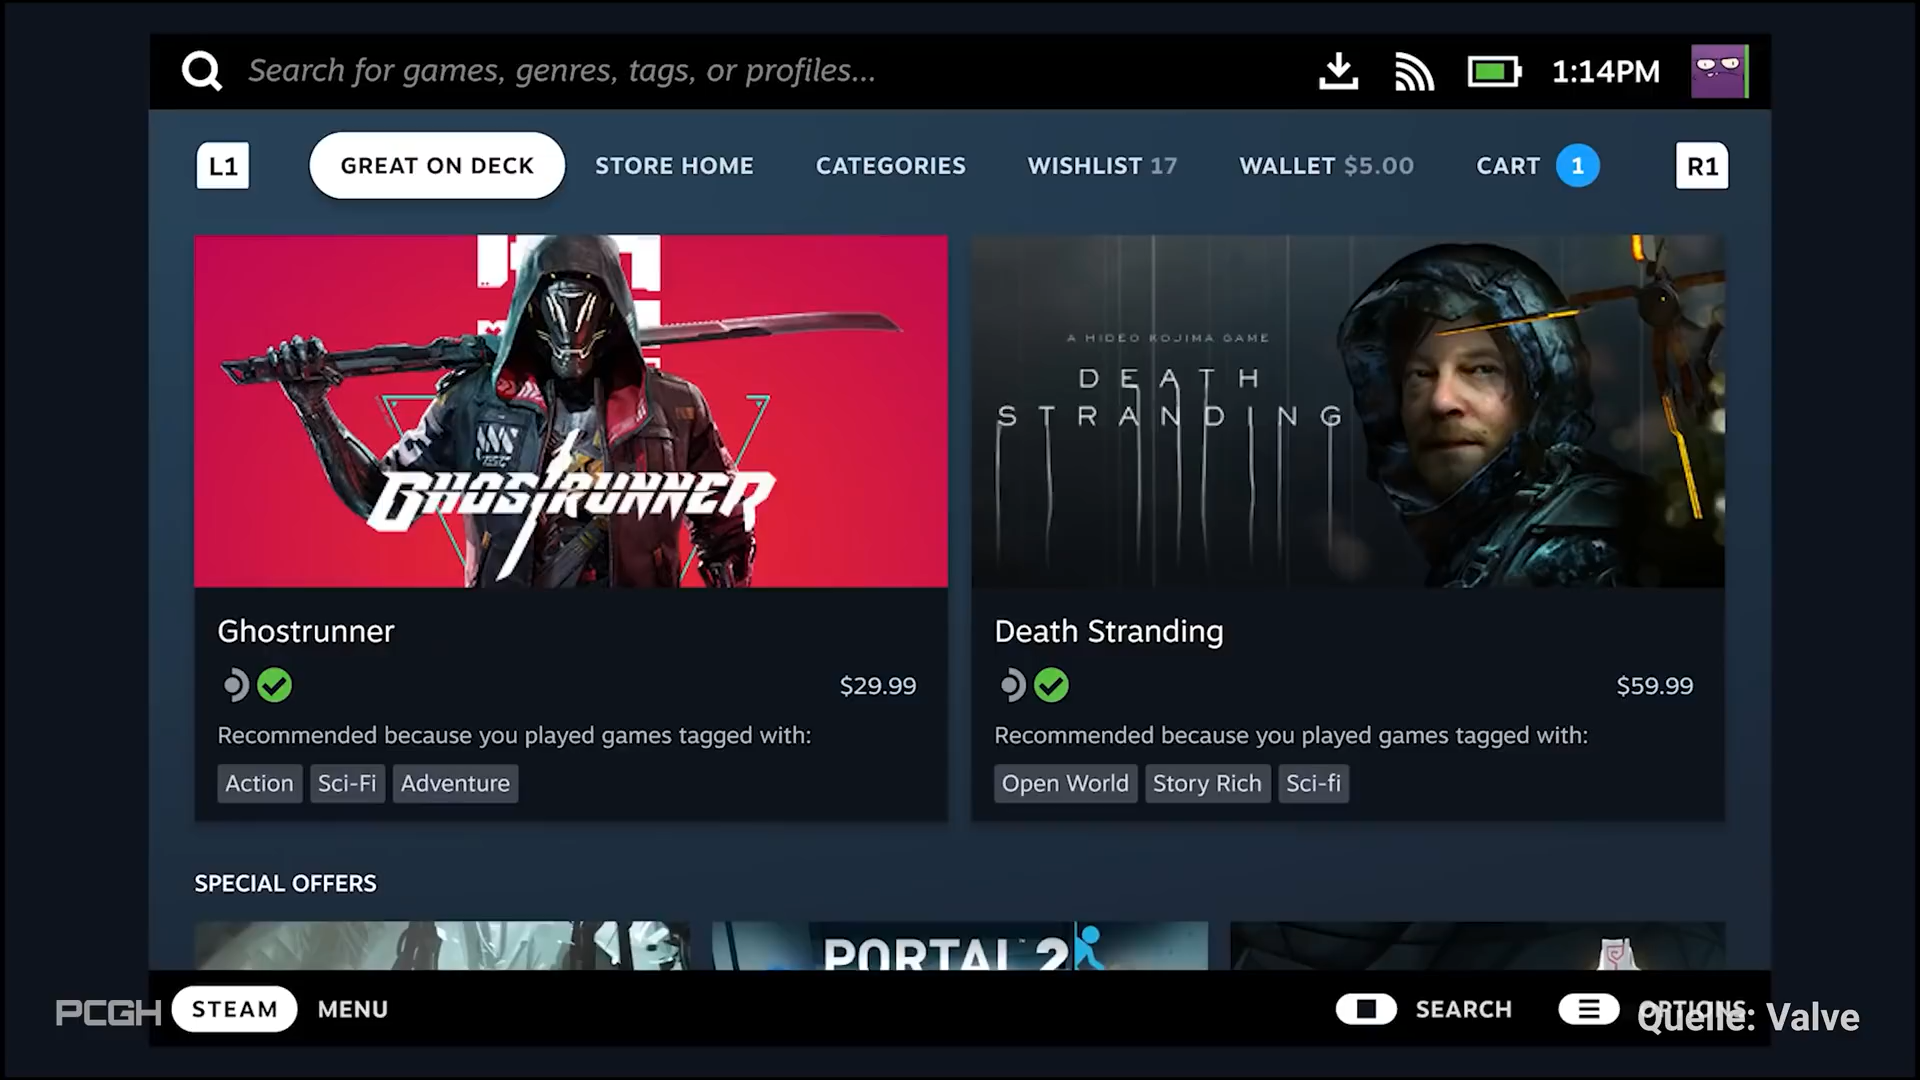 Search for games, genres, tags, or profiles...
1:14PM
L1
GREAT ON DECK
STORE HOME
CATEGORIES
WISHLIST 17
WALLET $5.00
CART 1
R1
GHOSTRUNNER
A HIDEO KOJIMA GAME
DEATH
STRANDING
Ghostrunner
$29.99
Recommended because you played games tagged with:
Action
Sci-Fi
Adventure
Death Stranding
$59.99
Recommended because you played games tagged with:
Open World
Story Rich
Sci-fi
SPECIAL OFFERS
PORTAL 2
PCGH
STEAM
MENU
SEARCH
OPTIONS
Quelle: Valve